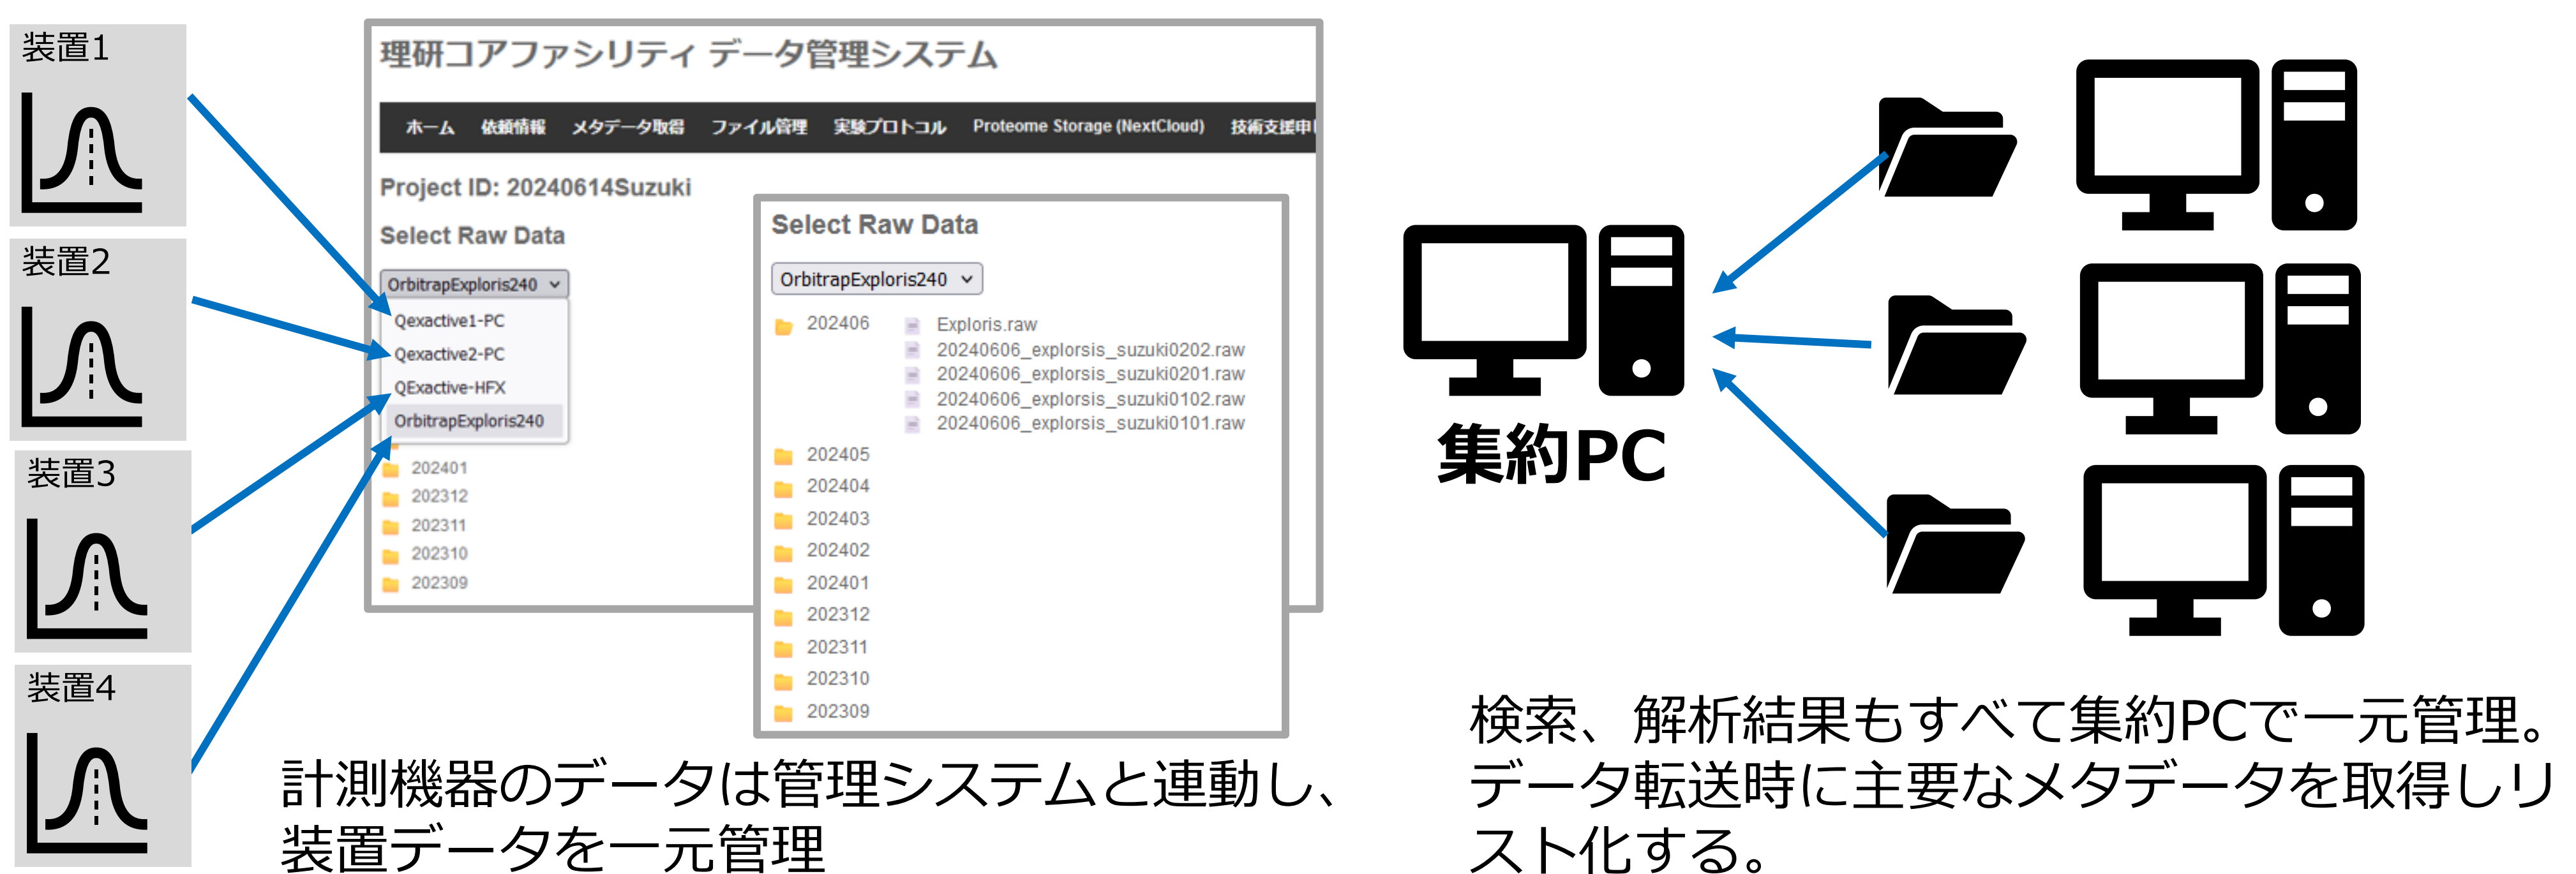 装置1
装置2
装置3
装置4
理研コアファシリティ データ管理システム
ホーム 依頼情報 メタデータ取得 ファイル管理 実験プロトコル Proteome Storage (NextCloud) 技術支援申
Project ID: 20240614Suzuki
Select Raw Data
OrbitrapExploris240
Qexactive1-PC
Qexactive2-PC
QExactive-HFX
OrbitrapExploris240
202401
202312
202311
202310
202309
Select Raw Data
OrbitrapExploris240
202406 Exploris.raw
20240606_explorsis_suzuki0202.raw
20240606_explorsis_suzuki0201.raw
20240606_explorsis_suzuki0102.raw
20240606_explorsis_suzuki0101.raw
202405
202404
202403
202402
202401
202312
202311
202310
202309
計測機器のデータは管理システムと連動し、
装置データを一元管理
集約PC
検索、解析結果もすべて集約PCで一元管理。
データ転送時に主要なメタデータを取得しリ
スト化する。